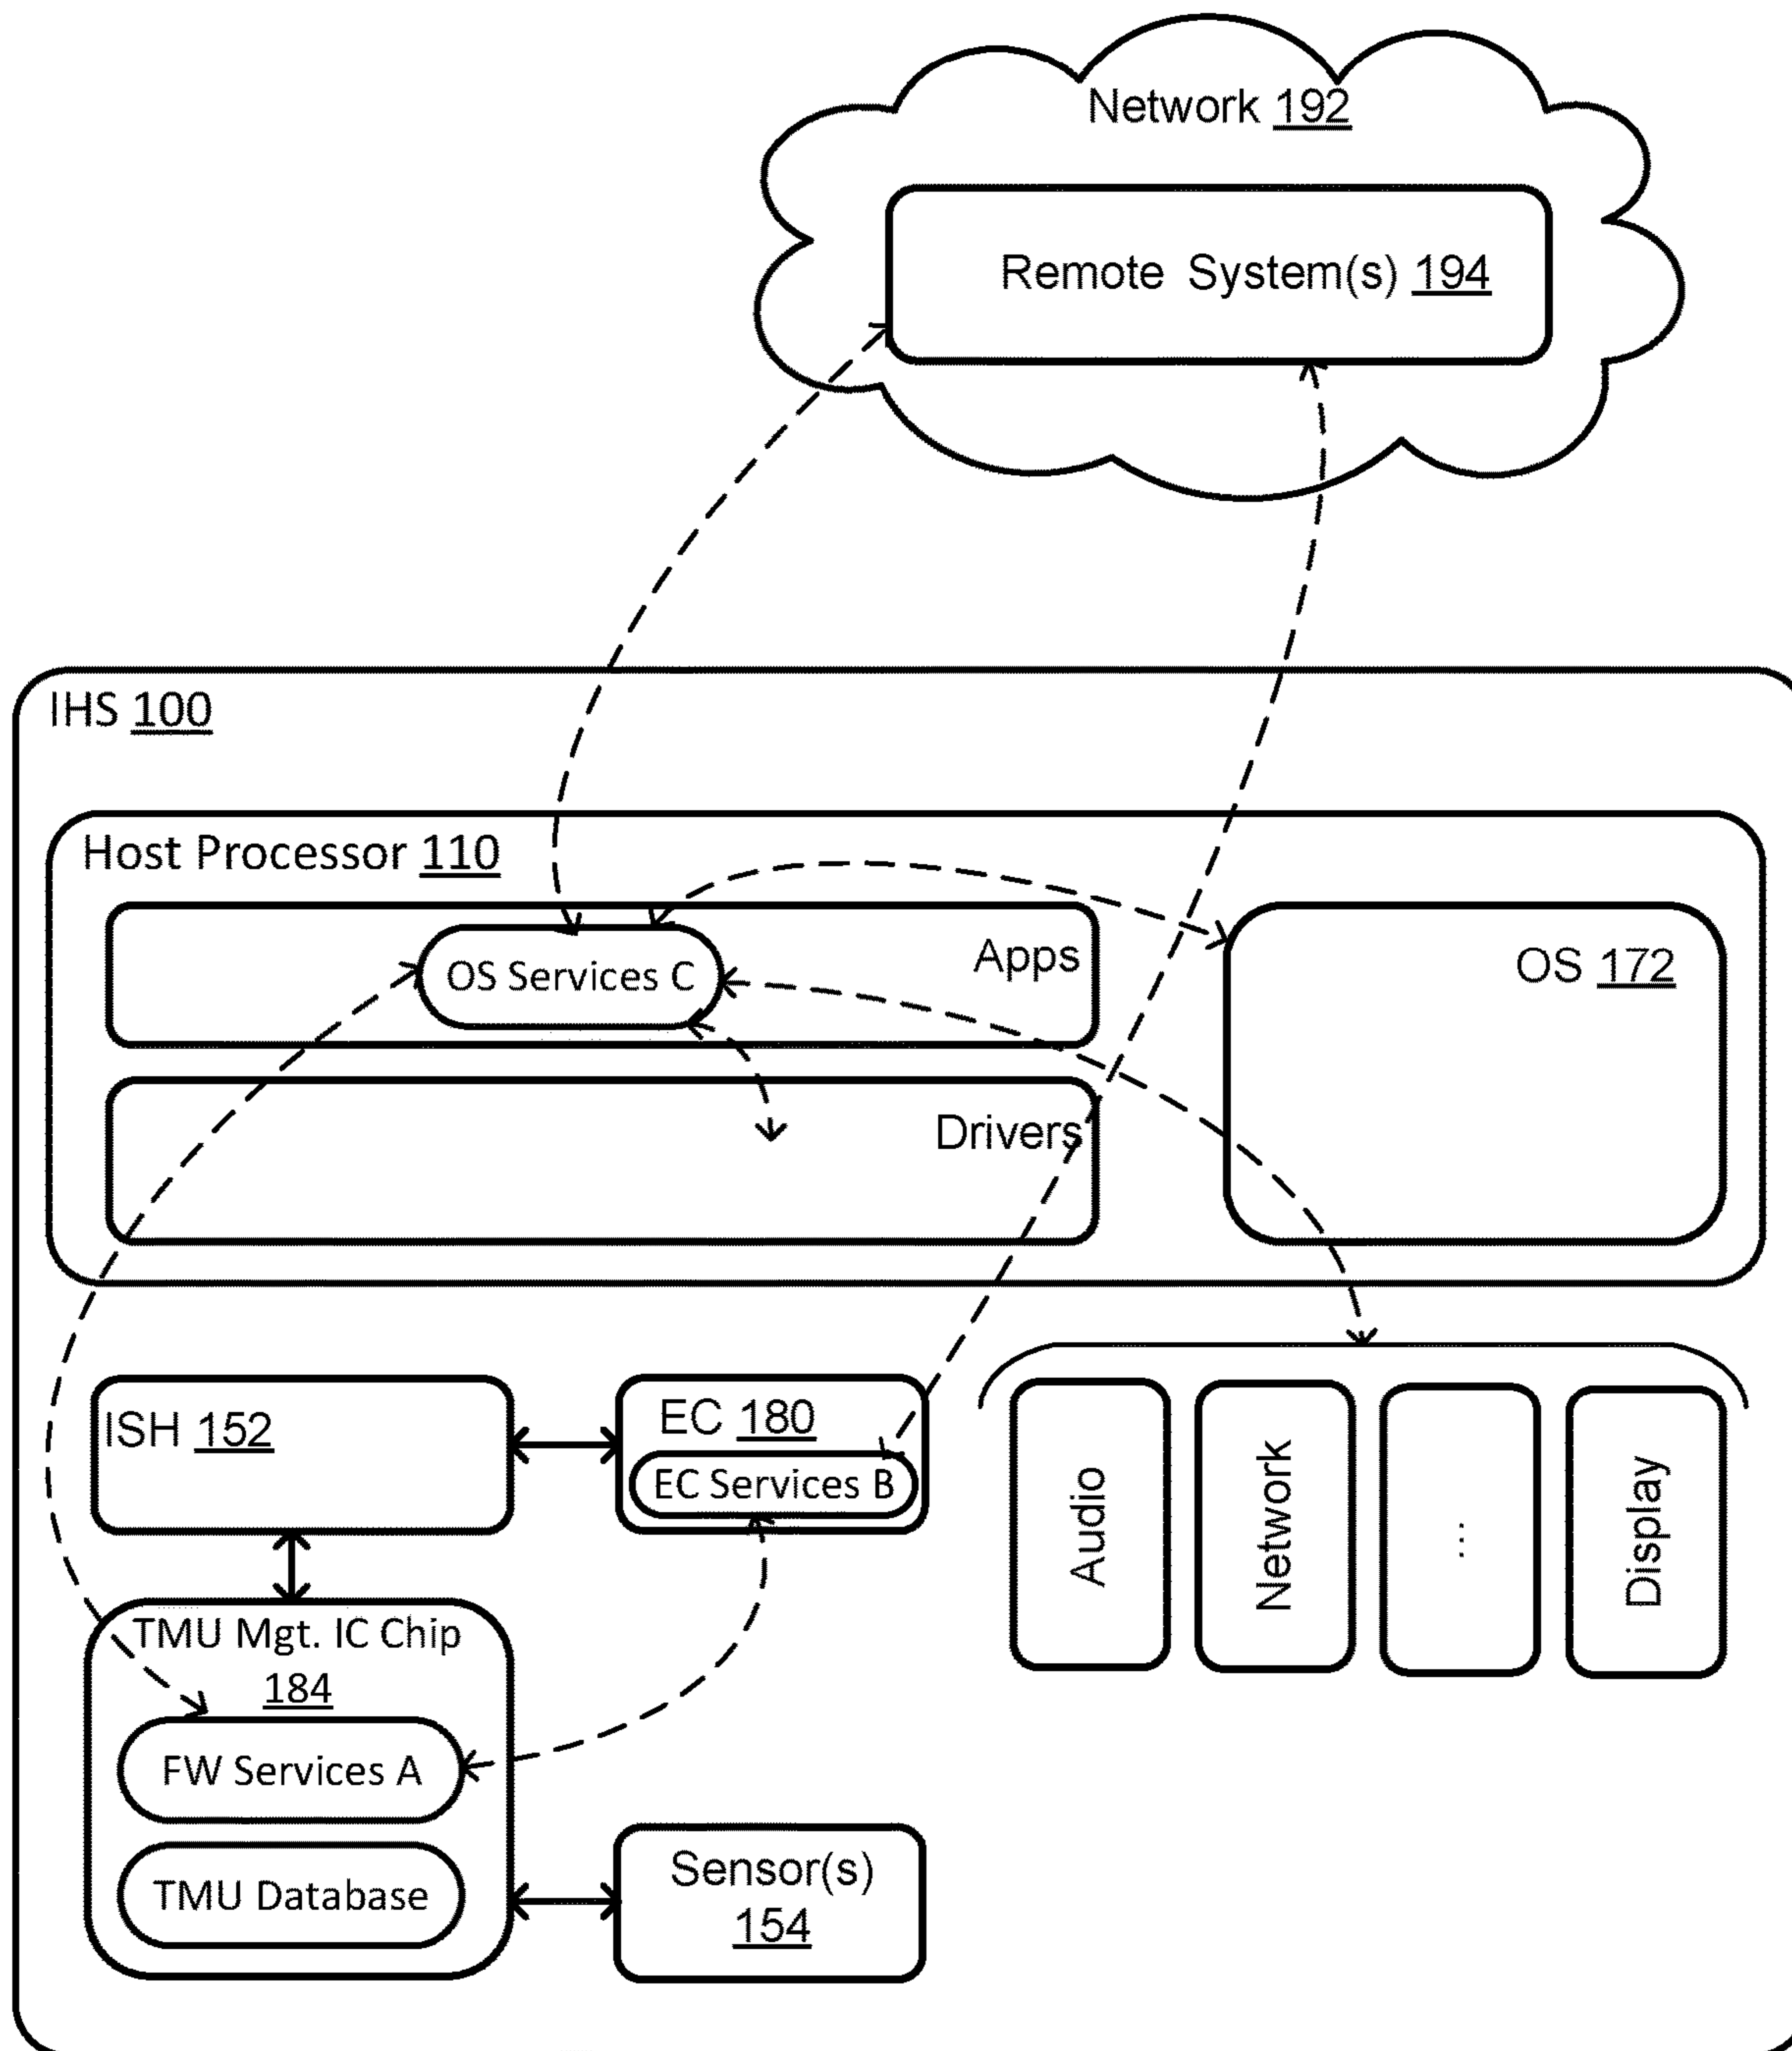 Network 192
Remote System(s) 194
IHS 100
Host Processor 110
Apps
OS Services C
OS 172
Drivers
ISH 152
EC 180
EC Services B
Audio
Network
...
Display
TMU Mgt. IC Chip
184
FW Services A
TMU Database
Sensor(s)
154